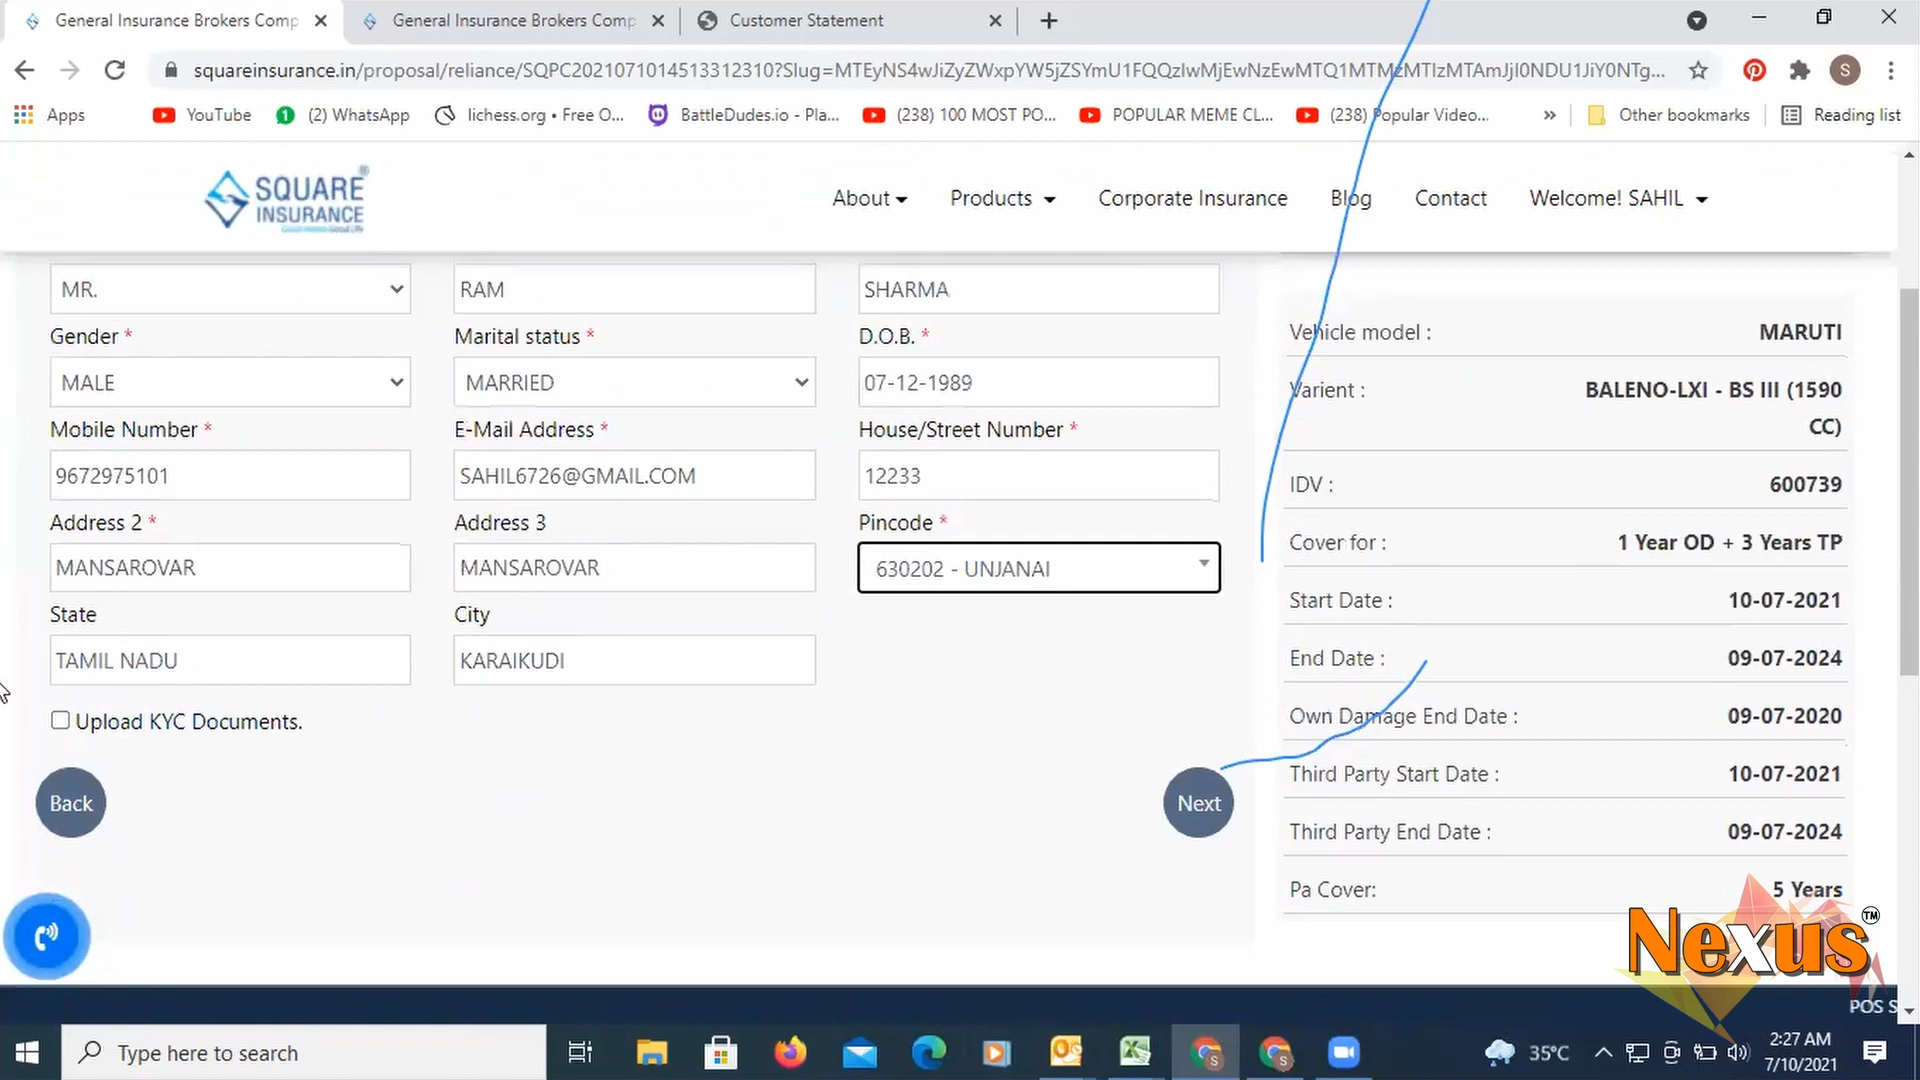 General Insurance Brokers Comp
General Insurance Brokers Comp
Customer Statement
squareinsurance.in/proposal/reliance/SQPC2021071014513312310?Slug=MTEyNS4wJiZyZWxpYW5jZSYmU1FQQzIwMjEwNzEwMTQ1MTMzMTIzMTAmJjI0NDU1JiY0NTg...
S
Apps
YouTube
(2) WhatsApp
lichess.org • Free O...
BattleDudes.io - Pla...
(238) 100 MOST PO...
POPULAR MEME CL...
(238) Popular Video...
»
Other bookmarks
Reading list
SQUARE
INSURANCE
About
Products
Corporate Insurance
Blog
Contact
Welcome! SAHIL
MR.
RAM
SHARMA
Gender *
Marital status *
D.O.B. *
MALE
MARRIED
07-12-1989
Mobile Number *
E-Mail Address *
House/Street Number *
9672975101
SAHIL6726@GMAIL.COM
12233
Address 2 *
Address 3
Pincode *
MANSAROVAR
MANSAROVAR
630202 - UNJANAI
State
City
TAMIL NADU
KARAIKUDI
Upload KYC Documents.
Back
Next
Vehicle model : MARUTI
Varient : BALENO-LXI - BS III (1590
CC)
IDV : 600739
Cover for : 1 Year OD + 3 Years TP
Start Date : 10-07-2021
End Date : 09-07-2024
Own Damage End Date : 09-07-2020
Third Party Start Date : 10-07-2021
Third Party End Date : 09-07-2024
Pa Cover: 5 Years
Nexus™
POS S
Type here to search
35°C
2:27 AM
7/10/2021